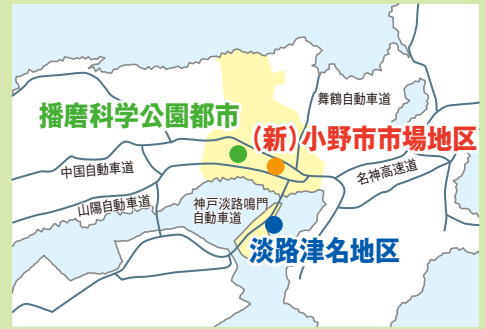 舞鶴自動車道
播磨科学公園都市
(新)小野市市場地区
中国自動車道
名神高速道
山陽自動車道
神戸淡路鳴門
自動車道
淡路津名地区